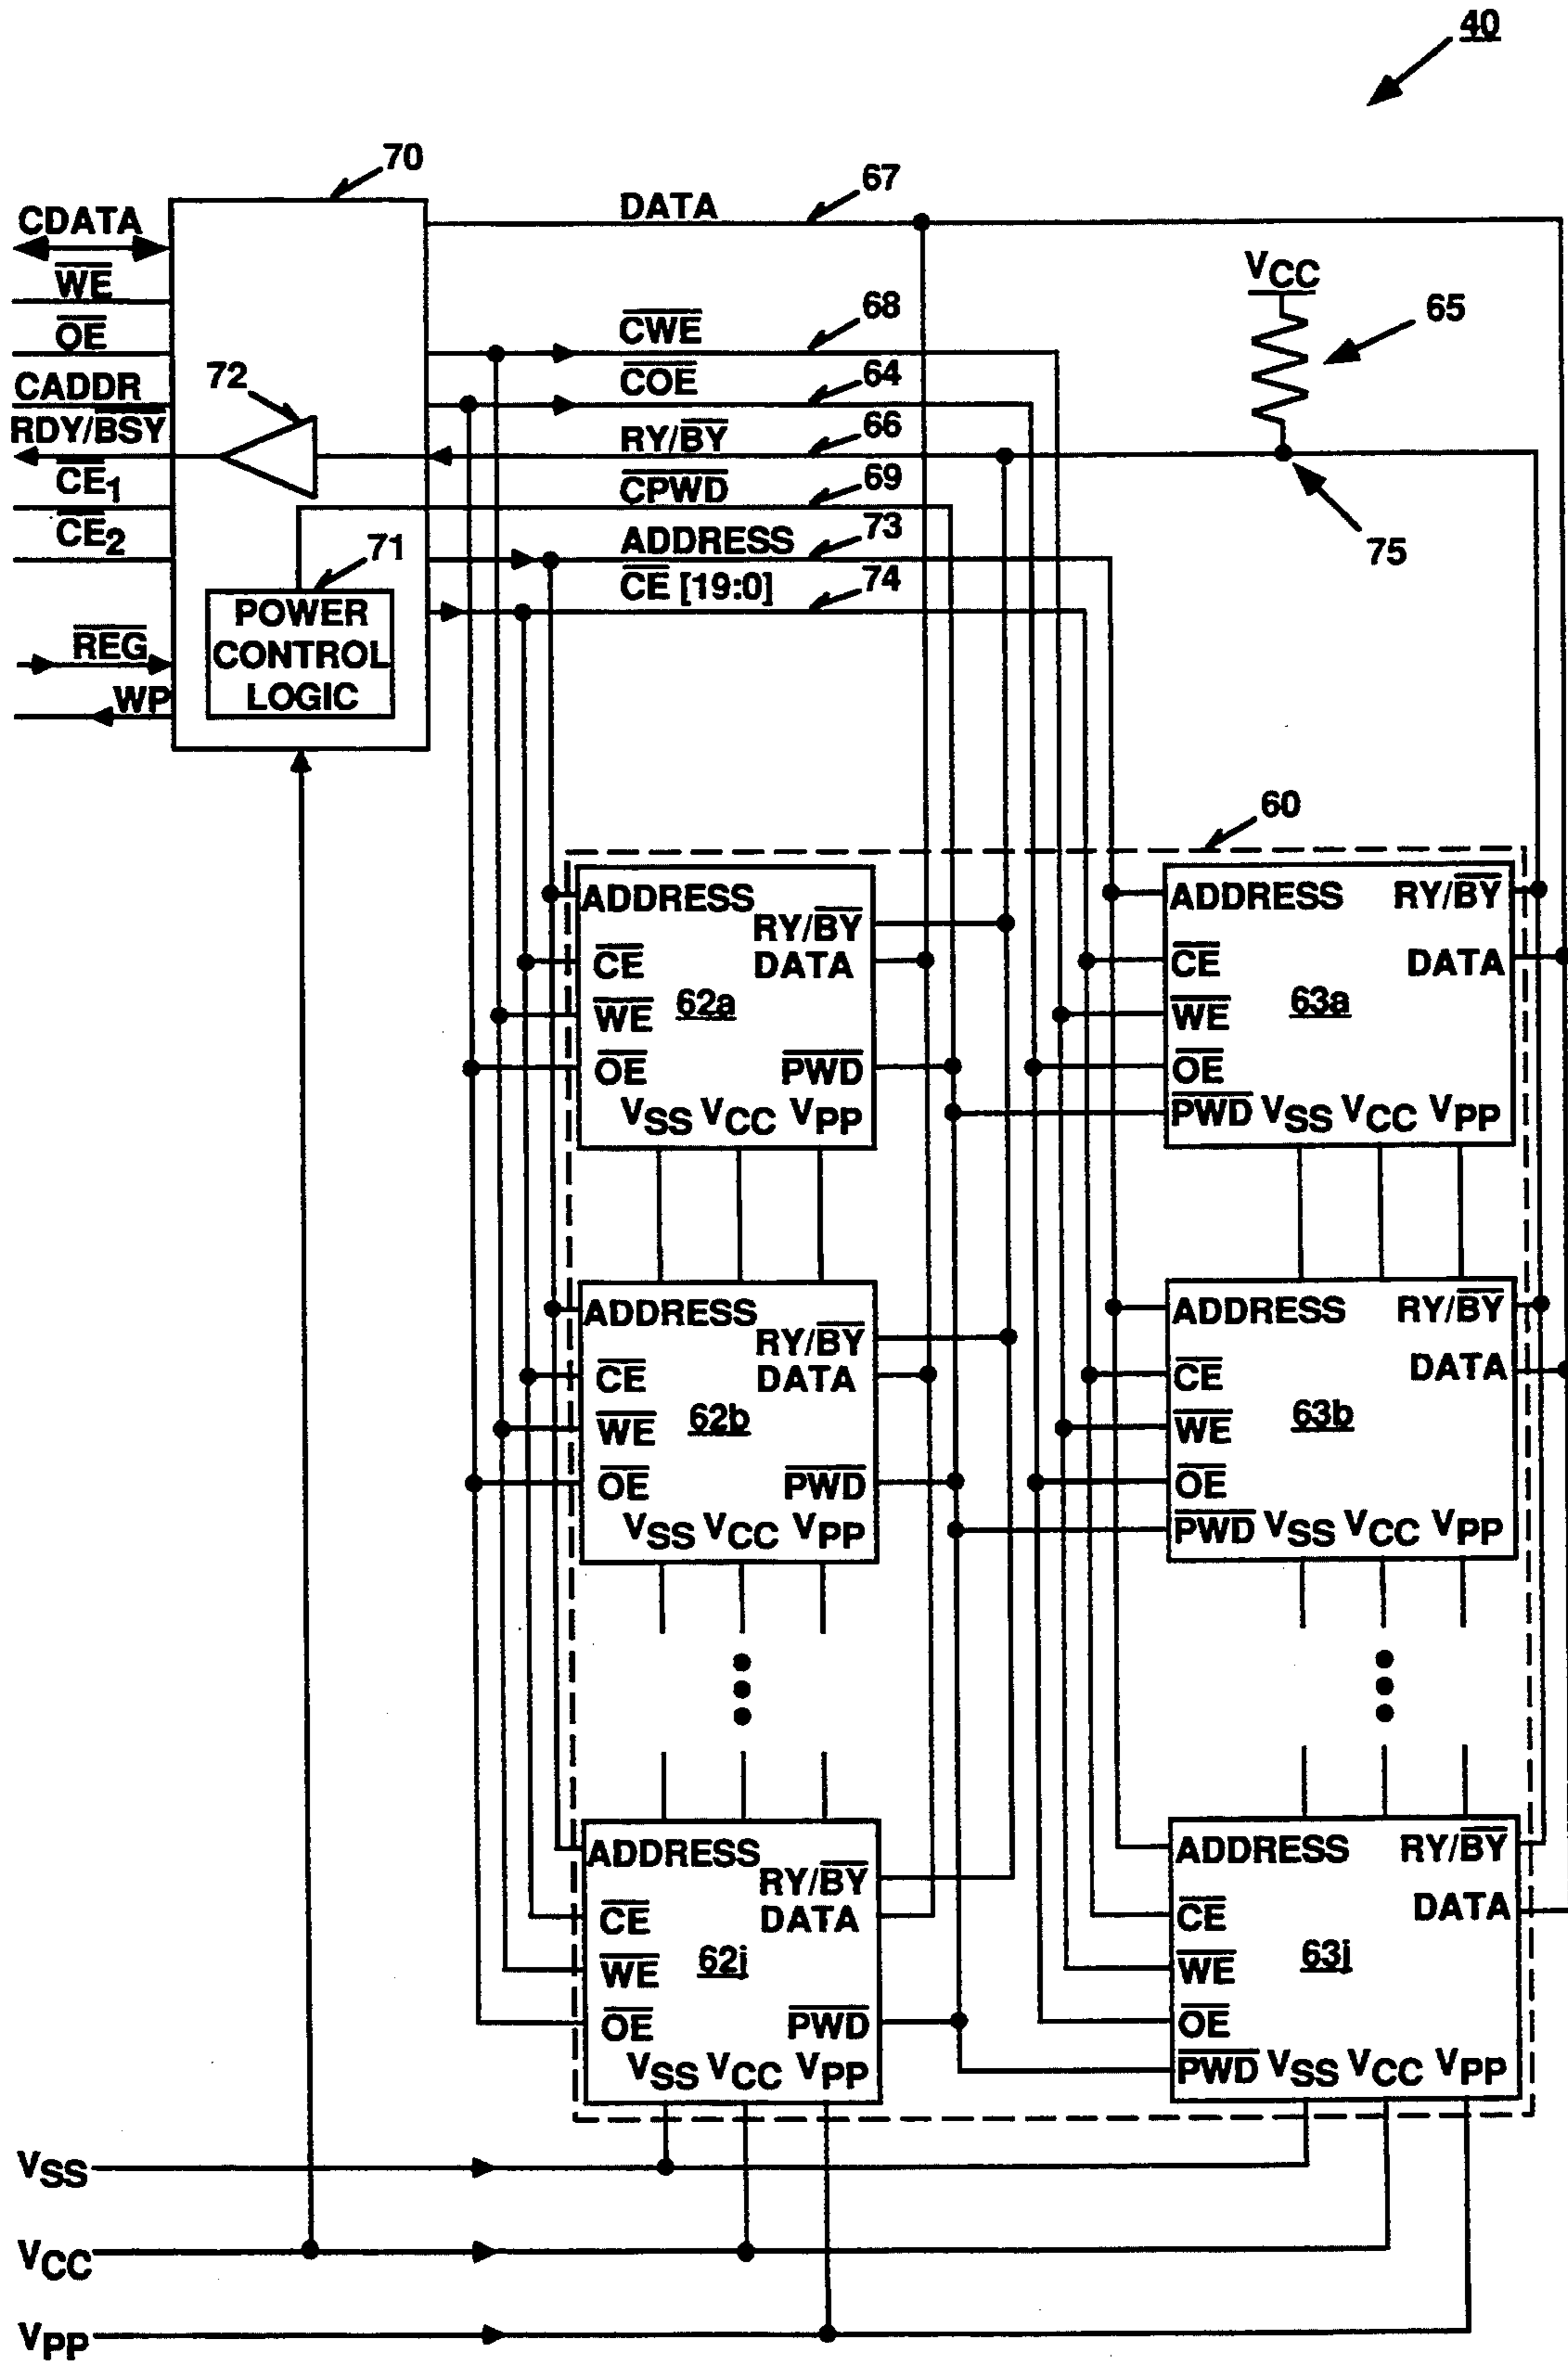 40
70
67
CDATA
DATA
WE
VCC
68
65
OE
CWE
72
64
CADDR
COE
RDY/BSY
66
RY/BY
CE1
69
CPWD
CE2
71
73
75
ADDRESS
74
CE [19:0]
POWER
CONTROL
LOGIC
REG
WP
60
ADDRESS
RY/BY
CE
DATA
62a
WE
OE
PWD
VSS VCC VPP
ADDRESS
RY/BY
CE
DATA
63a
WE
OE
PWD VSS VCC VPP
ADDRESS
RY/BY
CE
DATA
62b
WE
OE
PWD
VSS VCC VPP
ADDRESS
RY/BY
CE
DATA
63b
WE
OE
PWD VSS VCC VPP
ADDRESS
RY/BY
CE
DATA
62j
WE
OE
PWD
VSS VCC VPP
ADDRESS
RY/BY
CE
DATA
63j
WE
OE
PWD VSS VCC VPP
VSS
VCC
VPP